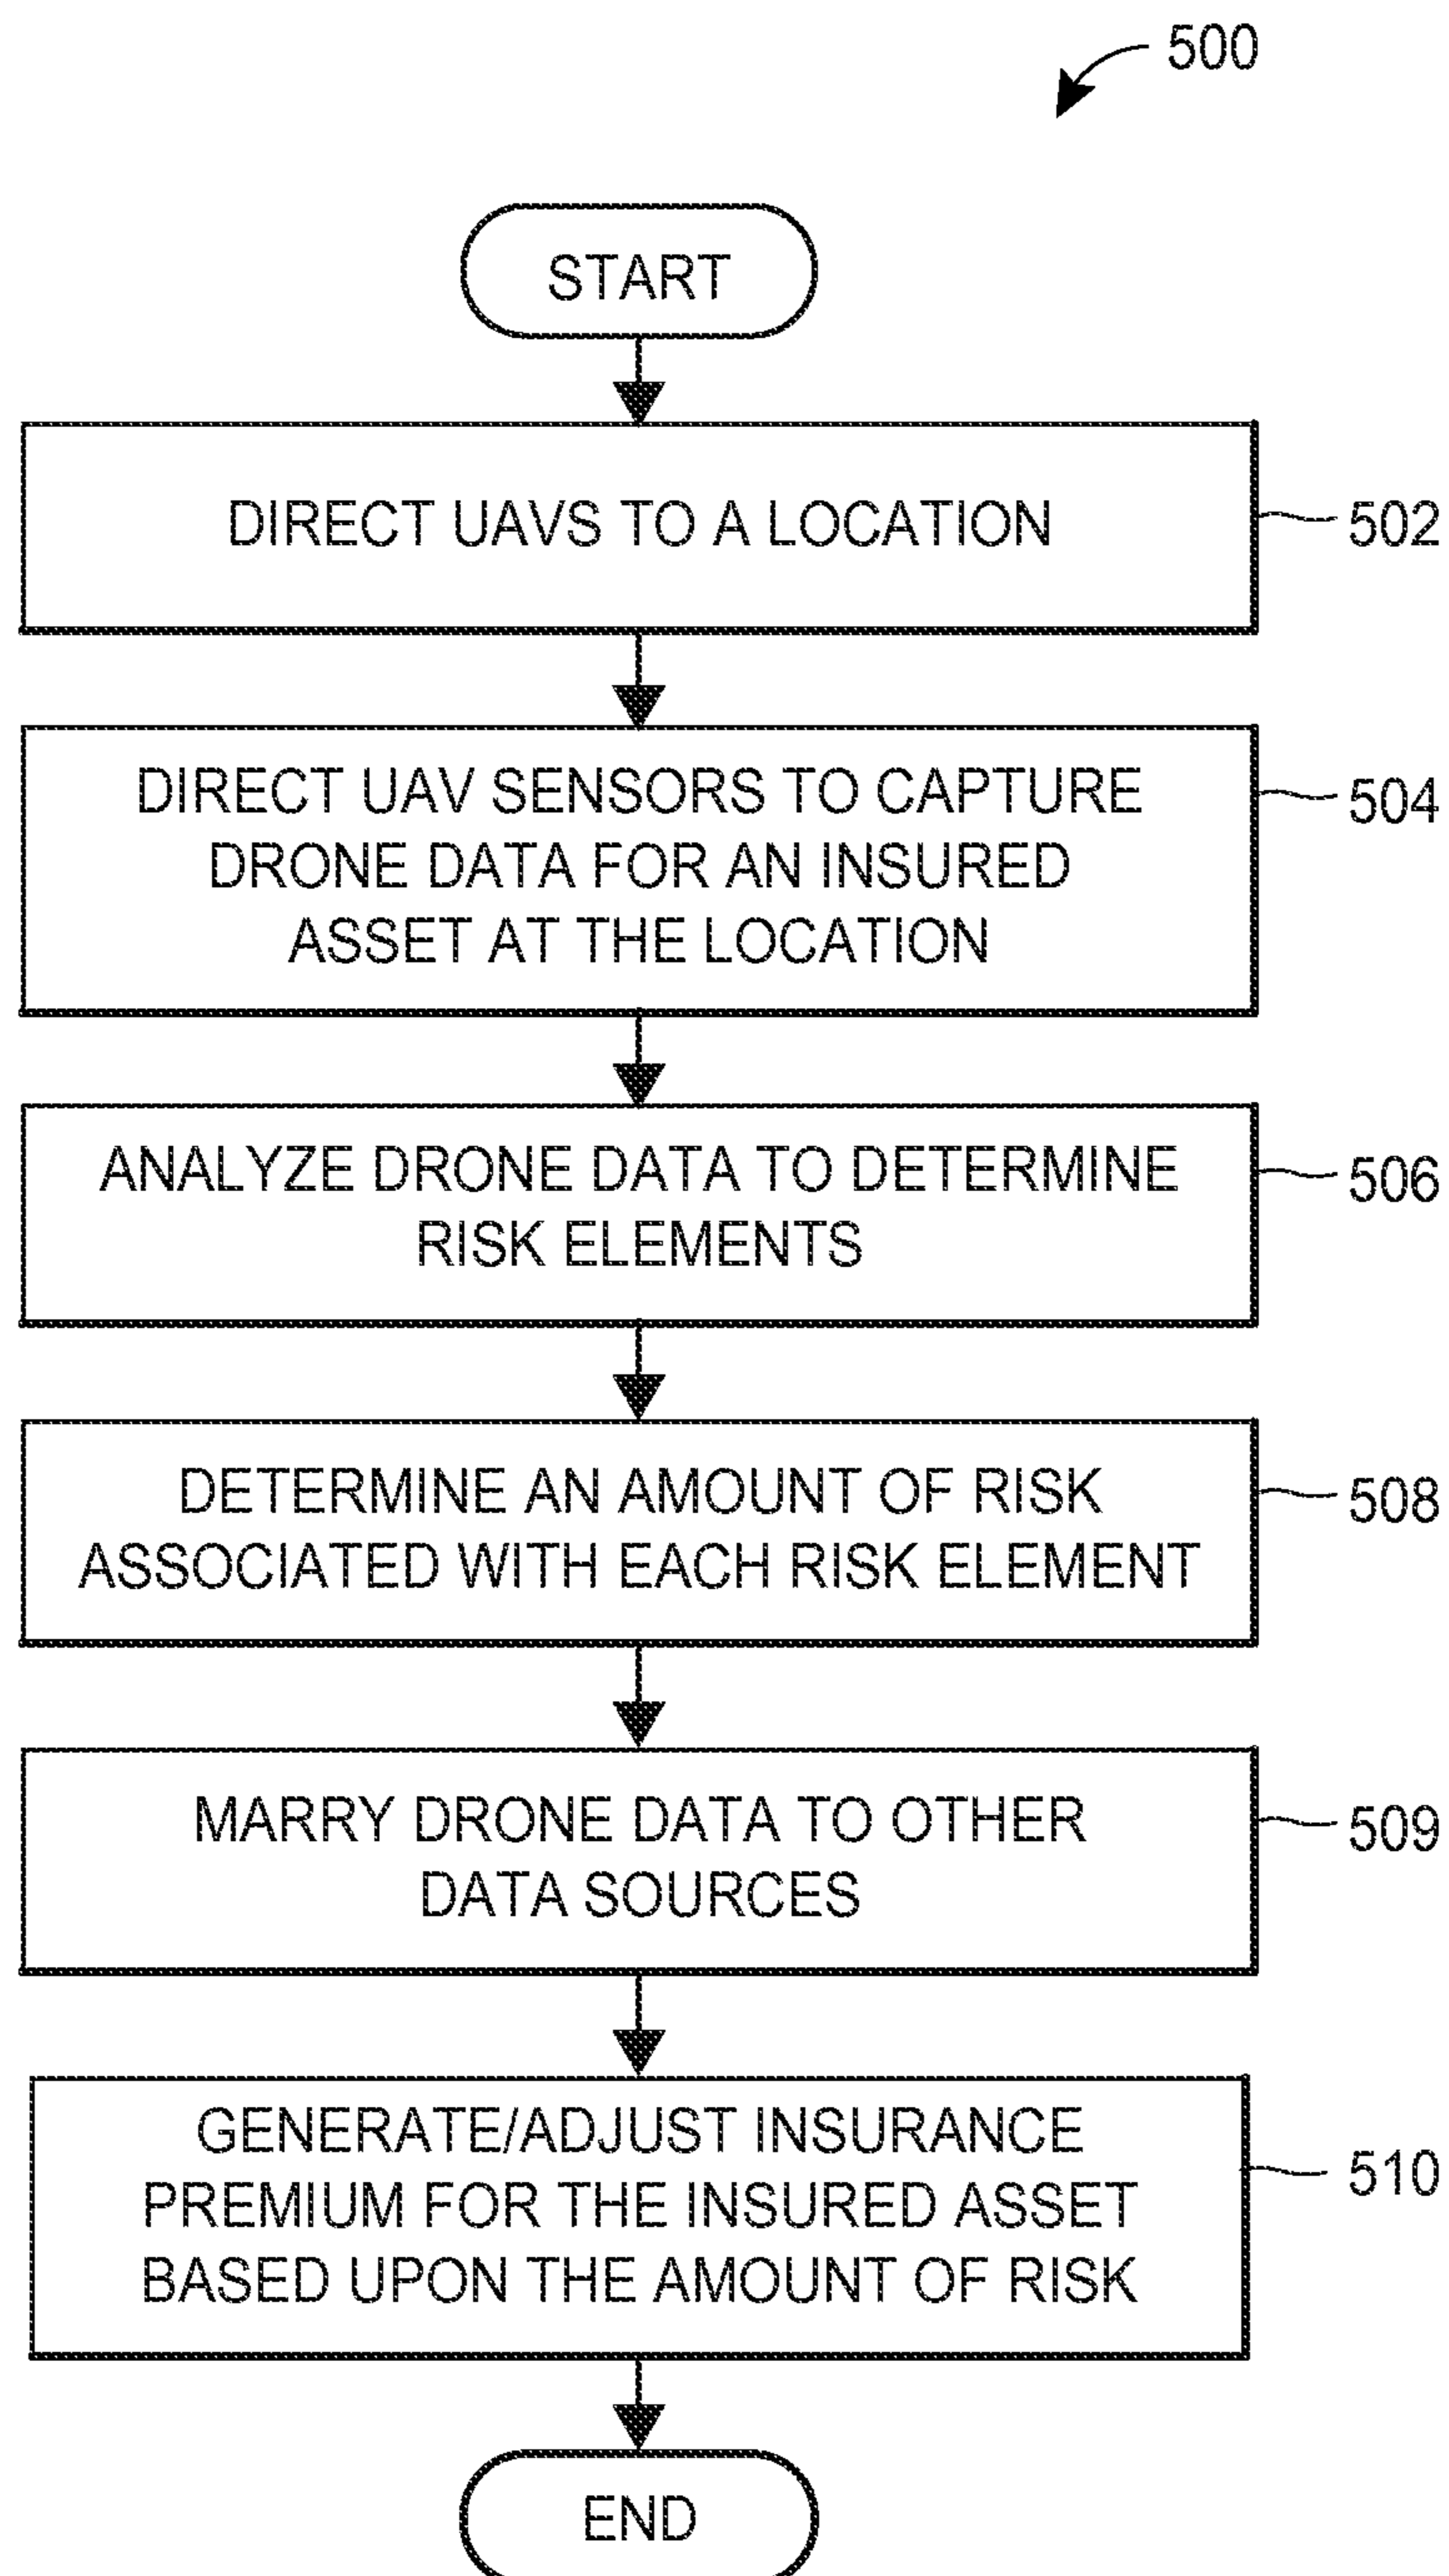 500
START
DIRECT UAVS TO A LOCATION
502
DIRECT UAV SENSORS TO CAPTURE
DRONE DATA FOR AN INSURED
ASSET AT THE LOCATION
504
ANALYZE DRONE DATA TO DETERMINE
RISK ELEMENTS
506
DETERMINE AN AMOUNT OF RISK
ASSOCIATED WITH EACH RISK ELEMENT
508
MARRY DRONE DATA TO OTHER
DATA SOURCES
509
GENERATE/ADJUST INSURANCE
PREMIUM FOR THE INSURED ASSET
BASED UPON THE AMOUNT OF RISK
510
END